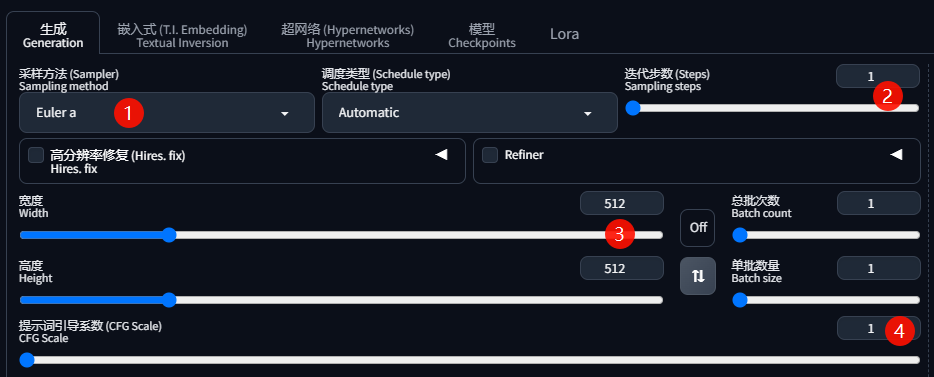 生成
Generation
嵌入式 (T.I. Embedding)
Textual Inversion
超网络 (Hypernetworks)
Hypernetworks
模型
Checkpoints
Lora
采样方法 (Sampler)
Sampling method
Euler a
1
调度类型 (Schedule type)
Schedule type
Automatic
迭代步数 (Steps)
Sampling steps
1
2
高分辨率修复 (Hires. fix)
Hires. fix
Refiner
宽度
Width
512
3
Off
总批次数
Batch count
1
高度
Height
512
单批数量
Batch size
1
提示词引导系数 (CFG Scale)
CFG Scale
1
4